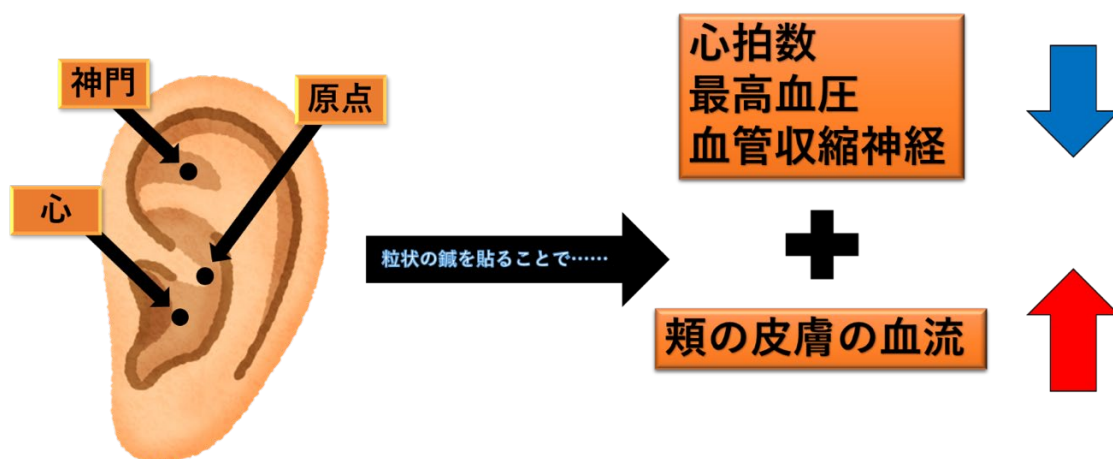 神門
原点
心
粒状の鍼を貼ることで……
心拍数
最高血圧
血管収縮神経
頬の皮膚の血流